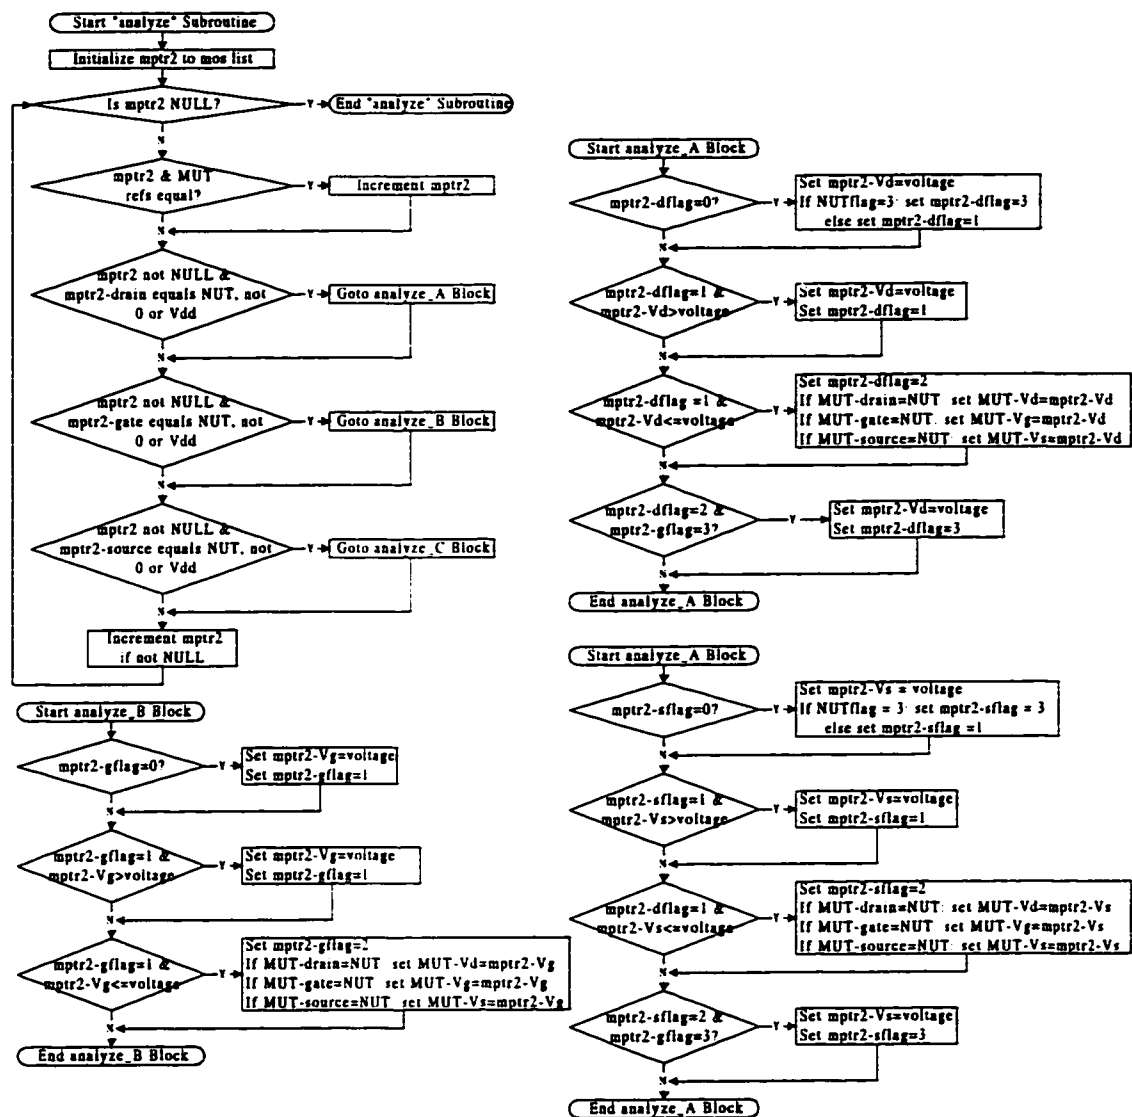 Start "analyze" Subroutine
Initialize mptr2 to mos list
Is mptr2 NULL?
Y
End "analyze" Subroutine
N
mptr2 & MUT
refs equal?
Y
Increment mptr2
N
mptr2 not NULL &
mptr2-drain equals NUT, not
0 or Vdd
Y
Goto analyze_A Block
N
mptr2 not NULL &
mptr2-gate equals NUT, not
0 or Vdd
Y
Goto analyze_B Block
N
mptr2 not NULL &
mptr2-source equals NUT, not
0 or Vdd
Y
Goto analyze_C Block
N
Increment mptr2
if not NULL
Start analyze_B Block
mptr2-gflag=0?
Y
Set mptr2-Vg=voltage
Set mptr2-gflag=1
N
mptr2-gflag=1 &
mptr2-Vg>voltage
Y
Set mptr2-Vg=voltage
Set mptr2-gflag=1
N
mptr2-gflag=1 &
mptr2-Vg<=voltage
Y
Set mptr2-gflag=2
If MUT-drain=NUT set MUT-Vd=mptr2-Vg
If MUT-gate=NUT set MUT-Vg=mptr2-Vg
If MUT-source=NUT set MUT-Vs=mptr2-Vg
N
End analyze_B Block
Start analyze_A Block
mptr2-dflag=0?
Y
Set mptr2-Vd=voltage
If NUTflag=3: set mptr2-dflag=3
else set mptr2-dflag=1
N
mptr2-dflag=1 &
mptr2-Vd>voltage
Y
Set mptr2-Vd=voltage
Set mptr2-dflag=1
N
mptr2-dflag =1 &
mptr2-Vd<=voltage
Y
Set mptr2-dflag=2
If MUT-drain=NUT set MUT-Vd=mptr2-Vd
If MUT-gate=NUT: set MUT-Vg=mptr2-Vd
If MUT-source=NUT: set MUT-Vs=mptr2-Vd
N
mptr2-dflag=2 &
mptr2-gflag=3?
Y
Set mptr2-Vd=voltage
Set mptr2-dflag=3
N
End analyze_A Block
Start analyze_A Block
mptr2-sflag=0?
Y
Set mptr2-Vs = voltage
If NUTflag = 3: set mptr2-sflag = 3
else set mptr2-sflag =1
N
mptr2-sflag=1 &
mptr2-Vs>voltage
Y
Set mptr2-Vs=voltage
Set mptr2-sflag=1
N
mptr2-dflag=1 &
mptr2-Vs<=voltage
Y
Set mptr2-sflag=2
If MUT-drain=NUT: set MUT-Vd=mptr2-Vs
If MUT-gate=NUT: set MUT-Vg=mptr2-Vs
If MUT-source=NUT: set MUT-Vs=mptr2-Vs
N
mptr2-sflag=2 &
mptr2-gflag=3?
Y
Set mptr2-Vs=voltage
Set mptr2-sflag=3
N
End analyze_A Block